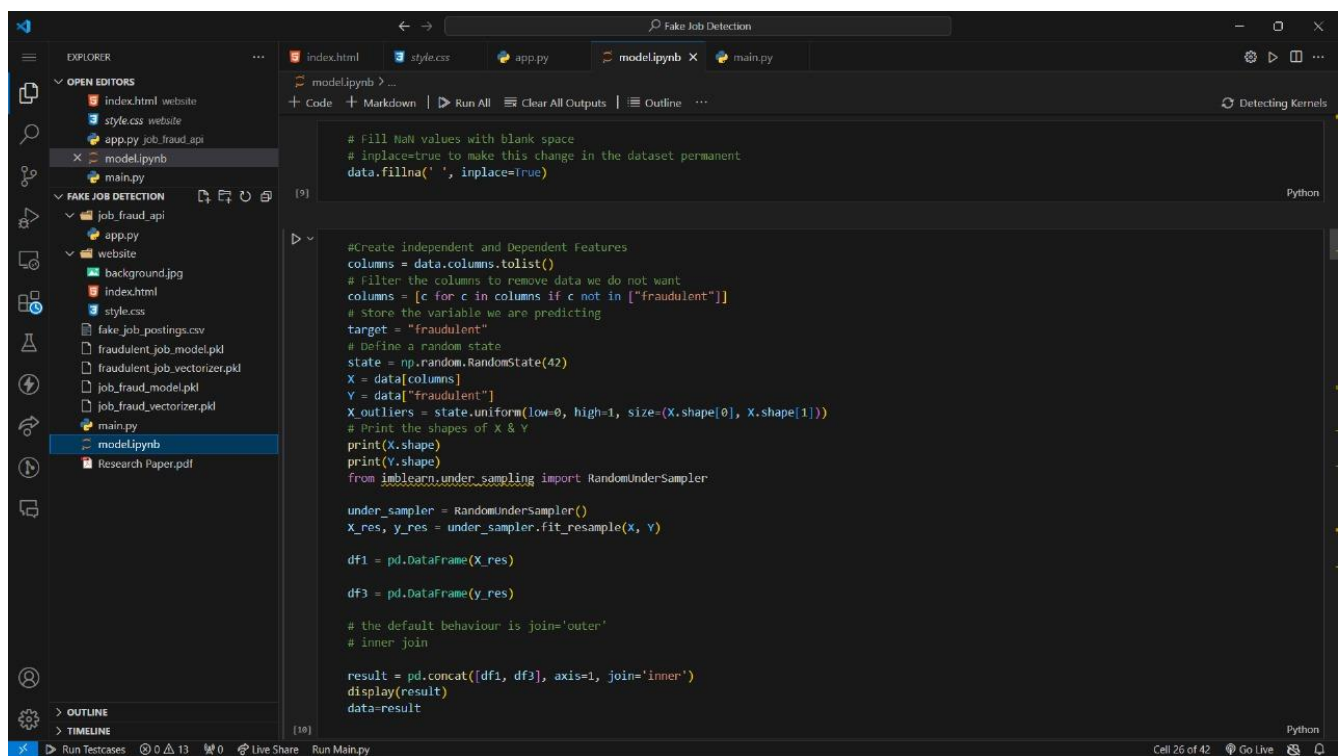 Fake Job Detection
EXPLORER
OPEN EDITORS
index.html website
style.css website
app.py job_fraud_api
model.ipynb
main.py
FAKE JOB DETECTION
job_fraud_api
app.py
website
background.jpg
index.html
style.css
fake_job_postings.csv
fraudulent_job_model.pkl
fraudulent_job_vectorizer.pkl
job_fraud_model.pkl
job_fraud_vectorizer.pkl
main.py
model.ipynb
Research Paper.pdf
OUTLINE
TIMELINE
index.html style.css app.py model.ipynb main.py
model.ipynb > ...
+ Code + Markdown | Run All Clear All Outputs | Outline ...
Detecting Kernels
# Fill NaN values with blank space
# inplace=true to make this change in the dataset permanent
data.fillna(' ', inplace=True)
[9] Python
#Create independent and Dependent Features
columns = data.columns.tolist()
# Filter the columns to remove data we do not want
columns = [c for c in columns if c not in ["fraudulent"]]
# Store the variable we are predicting
target = "fraudulent"
# Define a random state
state = np.random.RandomState(42)
X = data[columns]
Y = data["fraudulent"]
X_outliers = state.uniform(low=0, high=1, size=(X.shape[0], X.shape[1]))
# Print the shapes of X & Y
print(X.shape)
print(Y.shape)
from imblearn.under_sampling import RandomUnderSampler
under_sampler = RandomUnderSampler()
X_res, y_res = under_sampler.fit_resample(X, Y)
df1 = pd.DataFrame(X_res)
df3 = pd.DataFrame(y_res)
# the default behaviour is join='outer'
# inner join
result = pd.concat([df1, df3], axis=1, join='inner')
display(result)
data=result
[10] Python
Run Testcases 0 13 0 Live Share Run Main.py Cell 26 of 42 Go Live